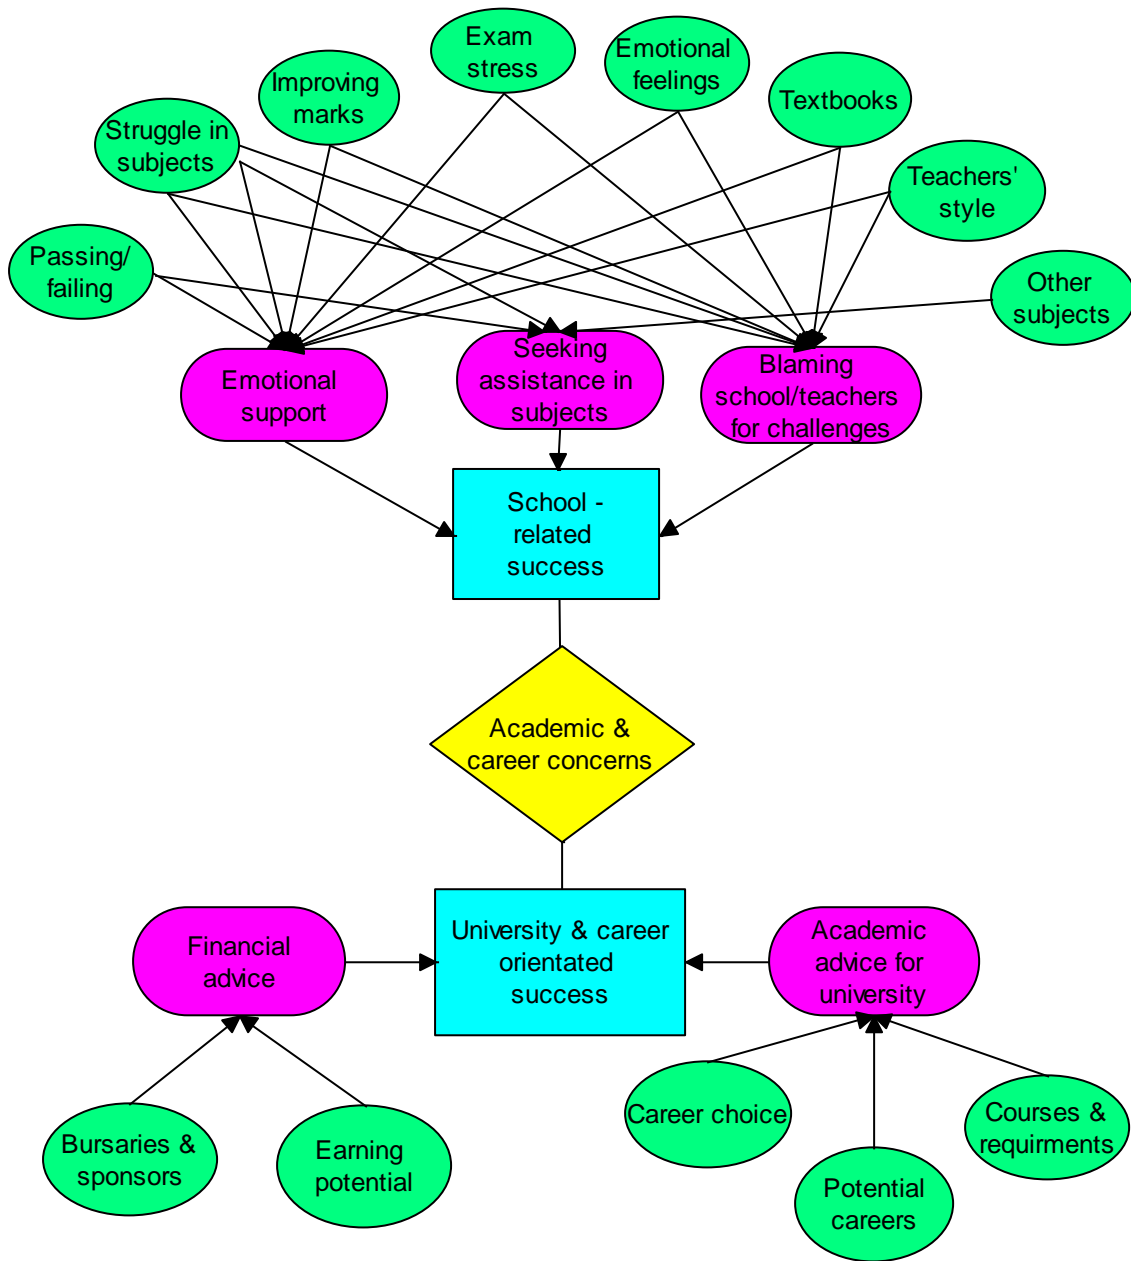 Exam
stress
Emotional
feelings
Improving
marks
Textbooks
Struggle in
subjects
Teachers'
style
Passing/
failing
Other
subjects
Emotional
support
Seeking
assistance in
subjects
Blaming
school/teachers
for challenges
School -
related
success
Academic &
career concerns
Financial
advice
University & career
orientated
success
Academic
advice for
university
Bursaries &
sponsors
Earning
potential
Career choice
Courses &
requirments
Potential
careers